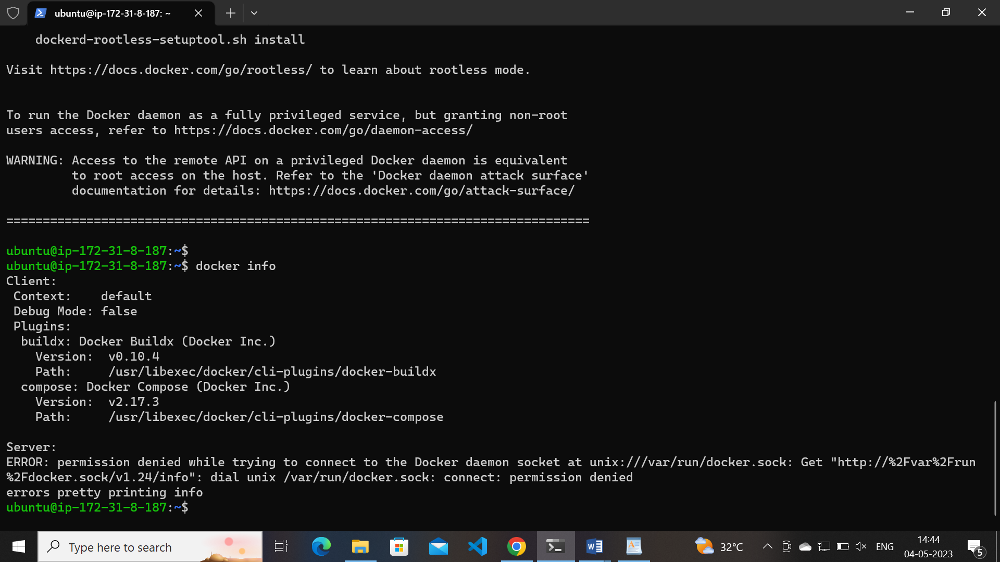 ubuntu@ip-172-31-8-187: ~
    dockerd-rootless-setuptool.sh install
Visit https://docs.docker.com/go/rootless/ to learn about rootless mode.
To run the Docker daemon as a fully privileged service, but granting non-root
users access, refer to https://docs.docker.com/go/daemon-access/
WARNING: Access to the remote API on a privileged Docker daemon is equivalent
         to root access on the host. Refer to the 'Docker daemon attack surface'
         documentation for details: https://docs.docker.com/go/attack-surface/
================================================================================
ubuntu@ip-172-31-8-187:~$
ubuntu@ip-172-31-8-187:~$ docker info
Client:
 Context:    default
 Debug Mode: false
 Plugins:
  buildx: Docker Buildx (Docker Inc.)
    Version:  v0.10.4
    Path:     /usr/libexec/docker/cli-plugins/docker-buildx
  compose: Docker Compose (Docker Inc.)
    Version:  v2.17.3
    Path:     /usr/libexec/docker/cli-plugins/docker-compose
Server:
ERROR: permission denied while trying to connect to the Docker daemon socket at unix:///var/run/docker.sock: Get "http://%2Fvar%2Frun
%2Fdocker.sock/v1.24/info": dial unix /var/run/docker.sock: connect: permission denied
errors pretty printing info
ubuntu@ip-172-31-8-187:~$
Type here to search
32°C
ENG
14:44
04-05-2023
5